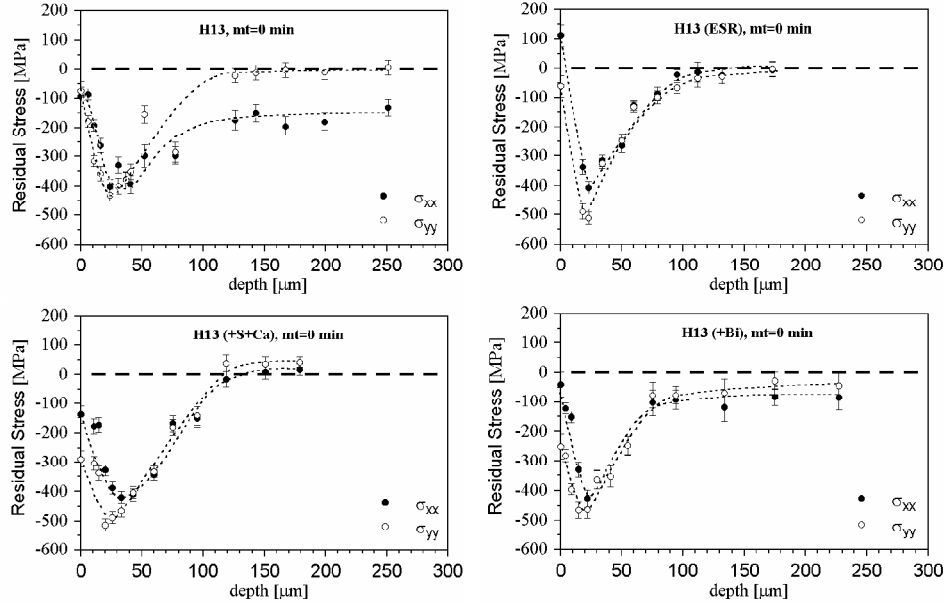 H13, mt=0 min
Residual Stress [MPa]
200
100
0
-100
-200
-300
-400
-500
-600
σxx
σyy
0 50 100 150 200 250 300
depth [μm]
H13 (ESR), mt=0 min
Residual Stress [MPa]
200
100
0
-100
-200
-300
-400
-500
-600
σxx
σyy
0 50 100 150 200 250 300
depth [μm]
H13 (+S+Ca), mt=0 min
Residual Stress [MPa]
200
100
0
-100
-200
-300
-400
-500
-600
σxx
σyy
0 50 100 150 200 250 300
depth [μm]
H13 (+Bi), mt=0 min
Residual Stress [MPa]
200
100
0
-100
-200
-300
-400
-500
-600
σxx
σyy
0 50 100 150 200 250 300
depth [μm]